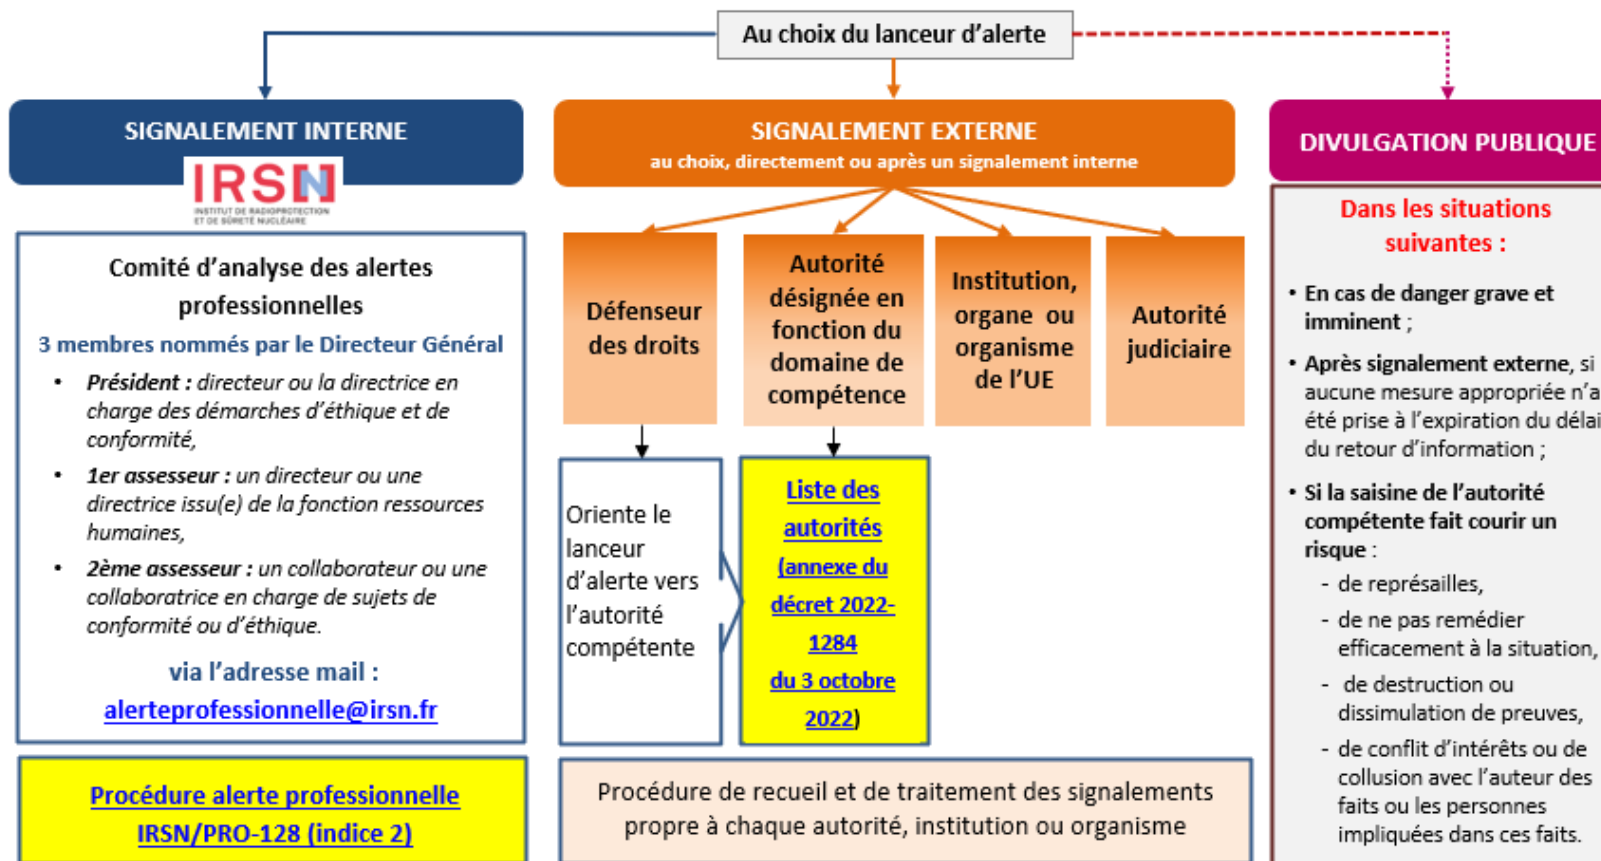 Au choix du lanceur d'alerte
SIGNALEMENT INTERNE
IRSN
INSTITUT DE RADIOPROTECTION
ET DE SÛRETÉ NUCLÉAIRE
Comité d'analyse des alertes
professionnelles
3 membres nommés par le Directeur Général
• Président : directeur ou la directrice en
charge des démarches d'éthique et de
conformité,
• 1er assesseur : un directeur ou une
directrice issu(e) de la fonction ressources
humaines,
• 2ème assesseur : un collaborateur ou une
collaboratrice en charge de sujets de
conformité ou d'éthique.
via l'adresse mail :
alerteprofessionnelle@irsn.fr
Procédure alerte professionnelle
IRSN/PRO-128 (indice 2)
SIGNALEMENT EXTERNE
au choix, directement ou après un signalement interne
Défenseur
des droits
Autorité
désignée en
fonction du
domaine de
compétence
Institution,
organe ou
organisme
de l'UE
Autorité
judiciaire
Oriente le
lanceur
d'alerte vers
l'autorité
compétente
Liste des
autorités
(annexe du
décret 2022-
1284
du 3 octobre
2022)
Procédure de recueil et de traitement des signalements
propre à chaque autorité, institution ou organisme
DIVULGATION PUBLIQUE
Dans les situations
suivantes :
• En cas de danger grave et
imminent ;
• Après signalement externe, si
aucune mesure appropriée n'a
été prise à l'expiration du délai
du retour d'information ;
• Si la saisine de l'autorité
compétente fait courir un
risque :
- de représailles,
- de ne pas remédier
efficacement à la situation,
- de destruction ou
dissimulation de preuves,
- de conflit d'intérêts ou de
collusion avec l'auteur des
faits ou les personnes
impliquées dans ces faits.